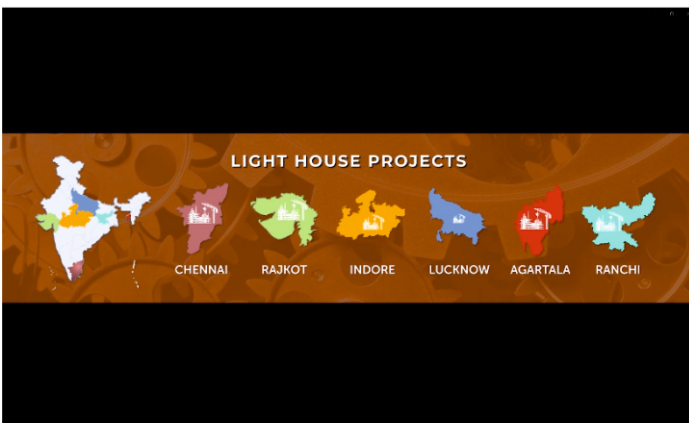 LIGHT HOUSE PROJECTS
CHENNAI RAJKOT INDORE LUCKNOW AGARTALA RANCHI